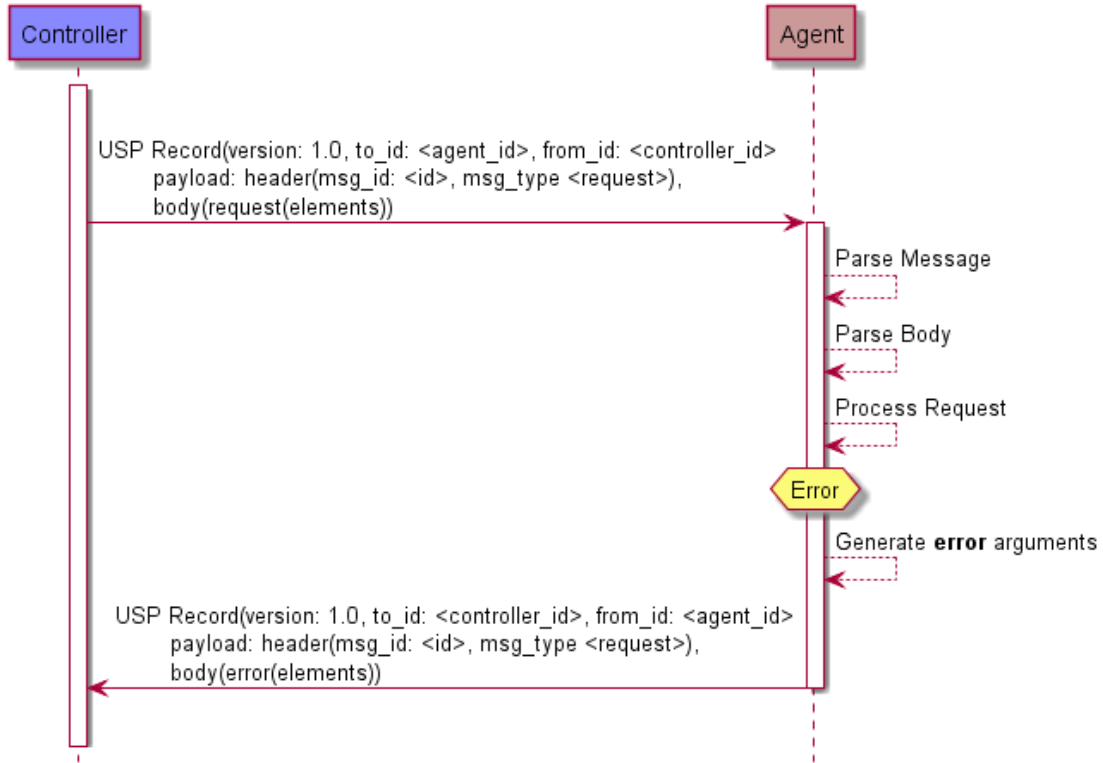 Controller
Agent
USP Record(version: 1.0, to_id: <agent_id>, from_id: <controller_id>
payload: header(msg_id: <id>, msg_type <request>),
body(request(elements))
Parse Message
Parse Body
Process Request
Error
Generate error arguments
USP Record(version: 1.0, to_id: <controller_id>, from_id: <agent_id>
payload: header(msg_id: <id>, msg_type <request>),
body(error(elements))